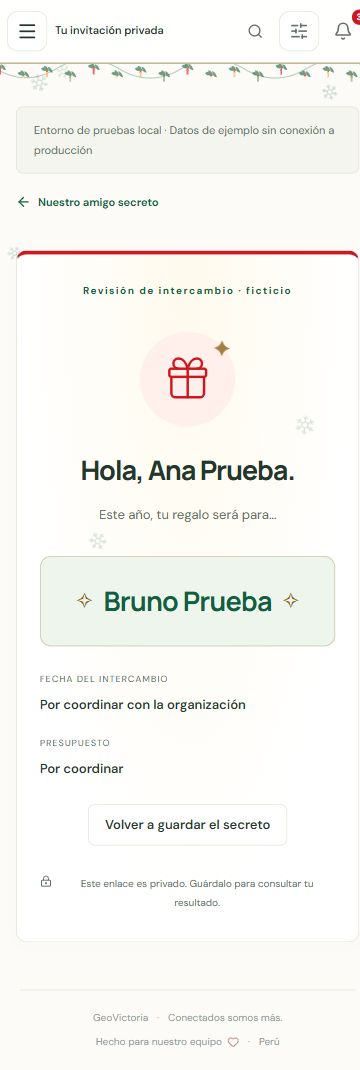 Tu invitación privada
Entorno de pruebas local · Datos de ejemplo sin conexión a
producción
Nuestro amigo secreto
Revisión de intercambio · ficticio
Hola, Ana Prueba.
Este año, tu regalo será para...
Bruno Prueba
FECHA DEL INTERCAMBIO
Por coordinar con la organización
PRESUPUESTO
Por coordinar
Volver a guardar el secreto
Este enlace es privado. Guárdalo para consultar tu
resultado.
GeoVictoria · Conectados somos más.
Hecho para nuestro equipo · Perú